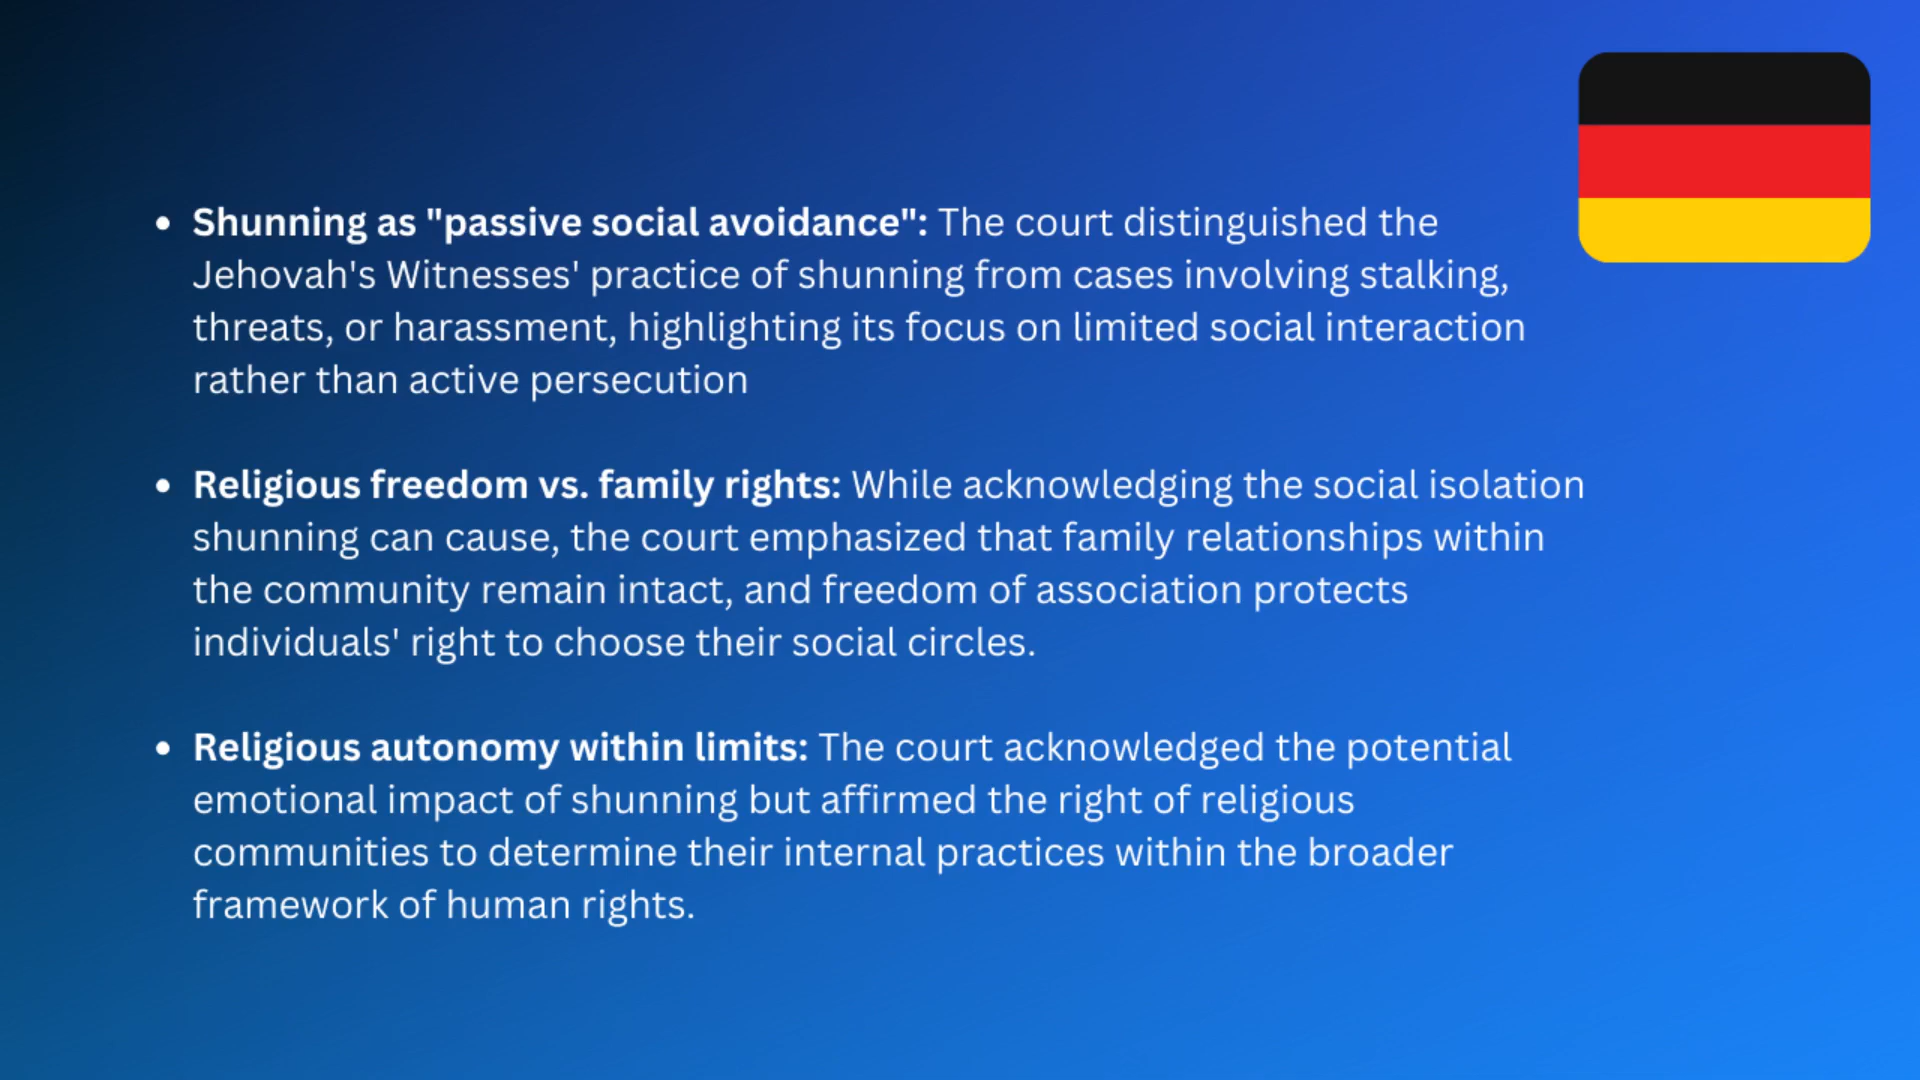 • Shunning as "passive social avoidance": The court distinguished the
Jehovah's Witnesses' practice of shunning from cases involving stalking,
threats, or harassment, highlighting its focus on limited social interaction
rather than active persecution
• Religious freedom vs. family rights: While acknowledging the social isolation
shunning can cause, the court emphasized that family relationships within
the community remain intact, and freedom of association protects
individuals' right to choose their social circles.
• Religious autonomy within limits: The court acknowledged the potential
emotional impact of shunning but affirmed the right of religious
communities to determine their internal practices within the broader
framework of human rights.